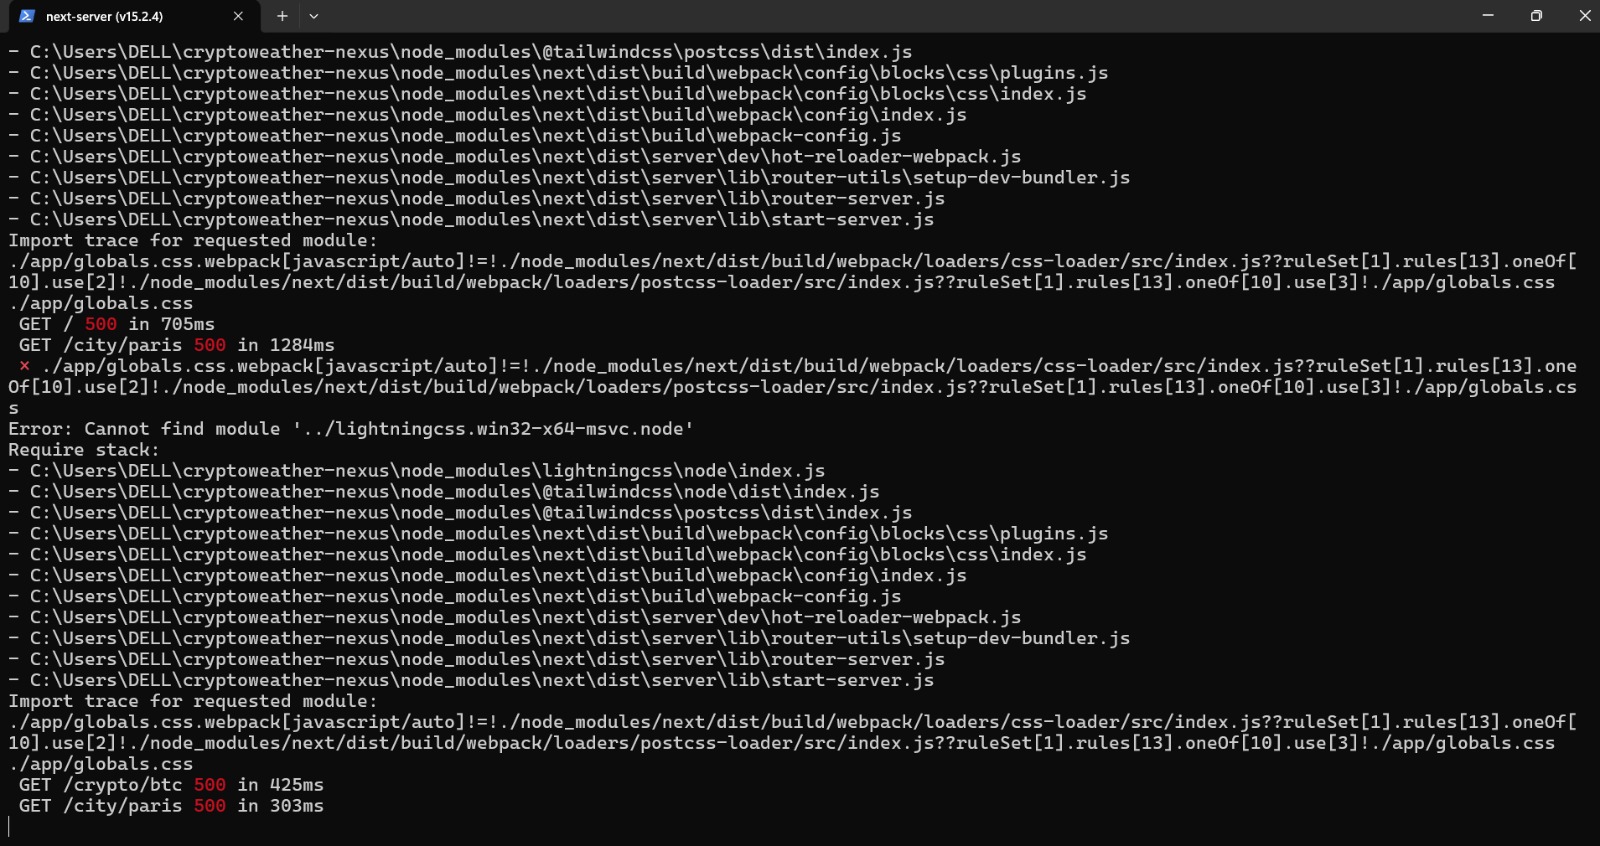 next-server (v15.2.4)
- C:\Users\DELL\cryptoweather-nexus\node_modules\@tailwindcss\postcss\dist\index.js
- C:\Users\DELL\cryptoweather-nexus\node_modules\next\dist\build\webpack\config\blocks\css\plugins.js
- C:\Users\DELL\cryptoweather-nexus\node_modules\next\dist\build\webpack\config\blocks\css\index.js
- C:\Users\DELL\cryptoweather-nexus\node_modules\next\dist\build\webpack\config\index.js
- C:\Users\DELL\cryptoweather-nexus\node_modules\next\dist\build\webpack-config.js
- C:\Users\DELL\cryptoweather-nexus\node_modules\next\dist\server\dev\hot-reloader-webpack.js
- C:\Users\DELL\cryptoweather-nexus\node_modules\next\dist\server\lib\router-utils\setup-dev-bundler.js
- C:\Users\DELL\cryptoweather-nexus\node_modules\next\dist\server\lib\router-server.js
- C:\Users\DELL\cryptoweather-nexus\node_modules\next\dist\server\lib\start-server.js
Import trace for requested module:
./app/globals.css.webpack[javascript/auto]!=!./node_modules/next/dist/build/webpack/loaders/css-loader/src/index.js??ruleSet[1].rules[13].oneOf[
10].use[2]!./node_modules/next/dist/build/webpack/loaders/postcss-loader/src/index.js??ruleSet[1].rules[13].oneOf[10].use[3]!./app/globals.css
./app/globals.css
GET / 500 in 705ms
GET /city/paris 500 in 1284ms
× ./app/globals.css.webpack[javascript/auto]!=!./node_modules/next/dist/build/webpack/loaders/css-loader/src/index.js??ruleSet[1].rules[13].one
Of[10].use[2]!./node_modules/next/dist/build/webpack/loaders/postcss-loader/src/index.js??ruleSet[1].rules[13].oneOf[10].use[3]!./app/globals.cs
s
Error: Cannot find module '../lightningcss.win32-x64-msvc.node'
Require stack:
- C:\Users\DELL\cryptoweather-nexus\node_modules\lightningcss\node\index.js
- C:\Users\DELL\cryptoweather-nexus\node_modules\@tailwindcss\node\dist\index.js
- C:\Users\DELL\cryptoweather-nexus\node_modules\@tailwindcss\postcss\dist\index.js
- C:\Users\DELL\cryptoweather-nexus\node_modules\next\dist\build\webpack\config\blocks\css\plugins.js
- C:\Users\DELL\cryptoweather-nexus\node_modules\next\dist\build\webpack\config\blocks\css\index.js
- C:\Users\DELL\cryptoweather-nexus\node_modules\next\dist\build\webpack\config\index.js
- C:\Users\DELL\cryptoweather-nexus\node_modules\next\dist\build\webpack-config.js
- C:\Users\DELL\cryptoweather-nexus\node_modules\next\dist\server\dev\hot-reloader-webpack.js
- C:\Users\DELL\cryptoweather-nexus\node_modules\next\dist\server\lib\router-utils\setup-dev-bundler.js
- C:\Users\DELL\cryptoweather-nexus\node_modules\next\dist\server\lib\router-server.js
- C:\Users\DELL\cryptoweather-nexus\node_modules\next\dist\server\lib\start-server.js
Import trace for requested module:
./app/globals.css.webpack[javascript/auto]!=!./node_modules/next/dist/build/webpack/loaders/css-loader/src/index.js??ruleSet[1].rules[13].oneOf[
10].use[2]!./node_modules/next/dist/build/webpack/loaders/postcss-loader/src/index.js??ruleSet[1].rules[13].oneOf[10].use[3]!./app/globals.css
./app/globals.css
GET /crypto/btc 500 in 425ms
GET /city/paris 500 in 303ms